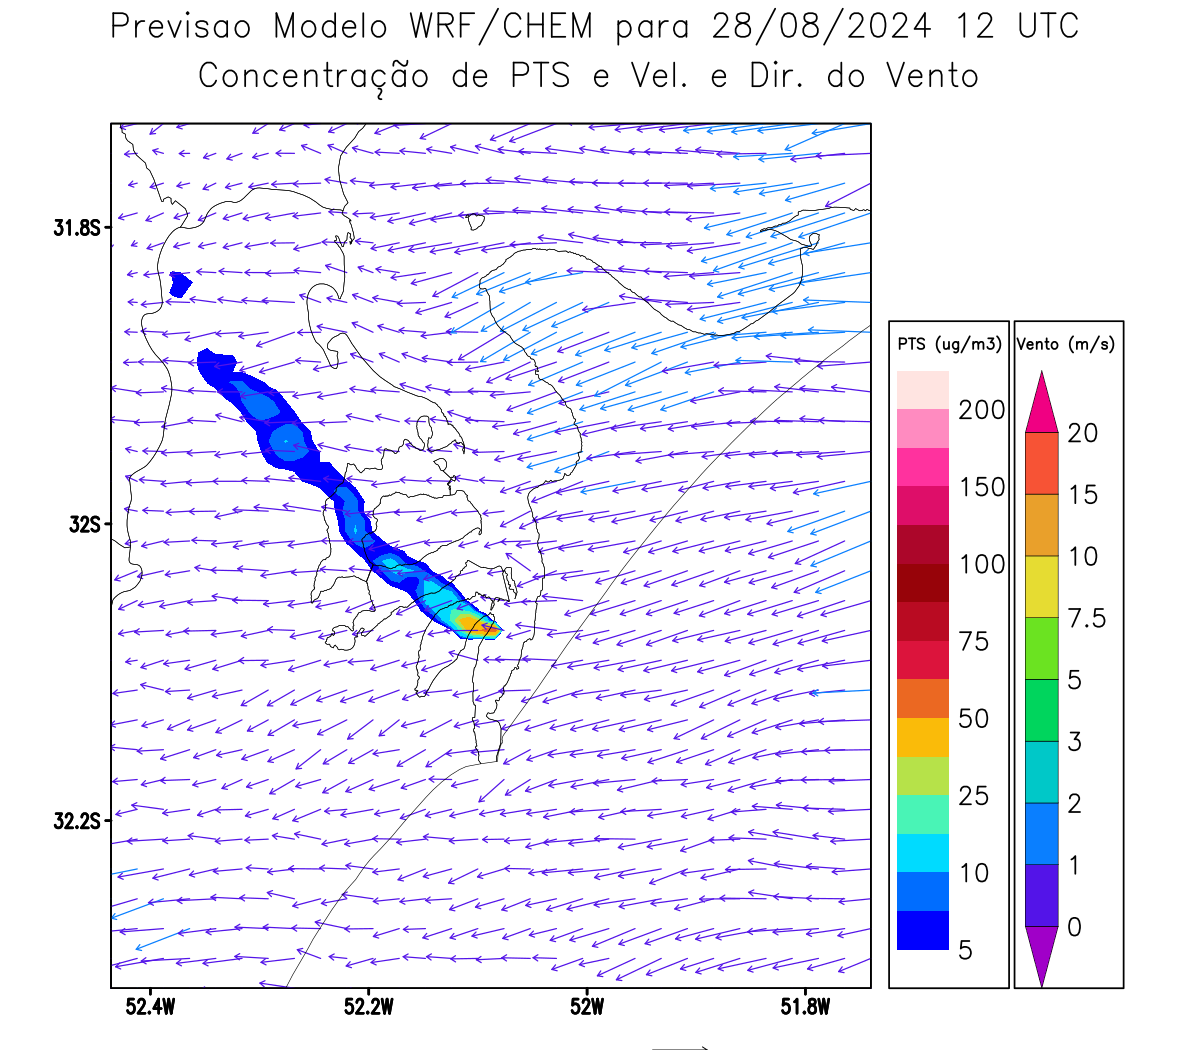 Previsao Modelo WRF/CHEM para 28/08/2024 12 UTC
Concentração de PTS e Vel. e Dir. do Vento
31.8S
32S
32.2S
52.4W
52.2W
52W
51.8W
PTS (ug/m3)
200
150
100
75
50
25
10
5
Vento (m/s)
20
15
10
7.5
5
3
2
1
0